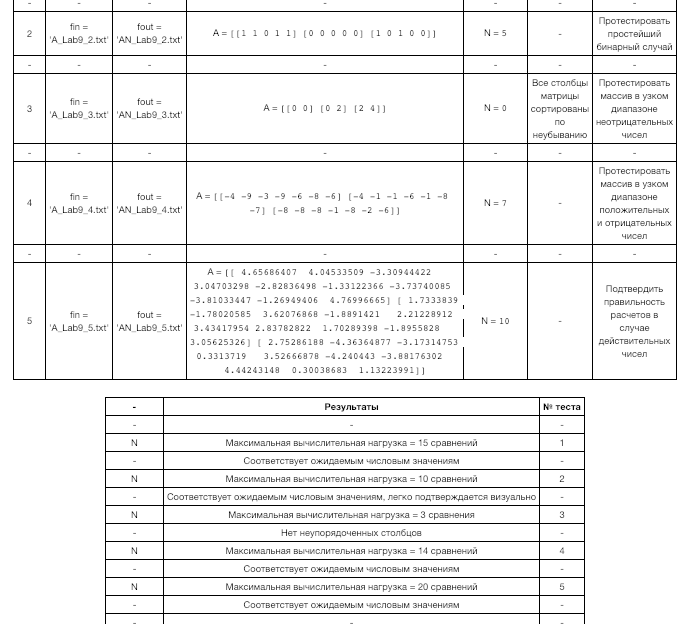 - - - - - - -
2 fin = 'A_Lab9_2.txt' fout = 'AN_Lab9_2.txt' A = [[1 1 0 1 1] [0 0 0 0 0] [1 0 1 0 0]] N = 5 - Протестировать простейший бинарный случай
- - - - - - -
3 fin = 'A_Lab9_3.txt' fout = 'AN_Lab9_3.txt' A = [[0 0] [0 2] [2 4]] N = 0 Все столбцы матрицы сортированы по неубыванию Протестировать массив в узком диапазоне неотрицательных чисел
- - - - - - -
4 fin = 'A_Lab9_4.txt' fout = 'AN_Lab9_4.txt' A = [[-4 -9 -3 -9 -6 -8 -6] [-4 -1 -1 -6 -1 -8 -7] [-8 -8 -8 -1 -8 -2 -6]] N = 7 - Протестировать массив в узком диапазоне положительных и отрицательных чисел
- - - - - - -
5 fin = 'A_Lab9_5.txt' fout = 'AN_Lab9_5.txt' A = [[ 4.65686407 4.04533509 -3.30944422 3.04703298 -2.82836498 -1.33122366 -3.73740085 -3.81033447 -1.26949406 4.76996665] [ 1.7333839 -1.78020585 3.62076868 -1.8891421 2.21228912 3.43417954 2.83782822 1.70289398 -1.8955828 3.05625326] [ 2.75286188 -4.36364877 -3.17314753 0.3313719 3.52666878 -4.240443 -3.88176302 4.44243148 0.30038683 1.13223991]] N = 10 - Подтвердить правильность расчетов в случае действительных чисел
- Результаты № теста
- - -
N Максимальная вычислительная нагрузка = 15 сравнений 1
- Соответствует ожидаемым числовым значениям -
N Максимальная вычислительная нагрузка = 10 сравнений 2
- Соответствует ожидаемым числовым значениям, легко подтверждается визуально -
N Максимальная вычислительная нагрузка = 3 сравнения 3
- Нет неупорядоченных столбцов -
N Максимальная вычислительная нагрузка = 14 сравнений 4
- Соответствует ожидаемым числовым значениям -
N Максимальная вычислительная нагрузка = 20 сравнений 5
- Соответствует ожидаемым числовым значениям -
- - -